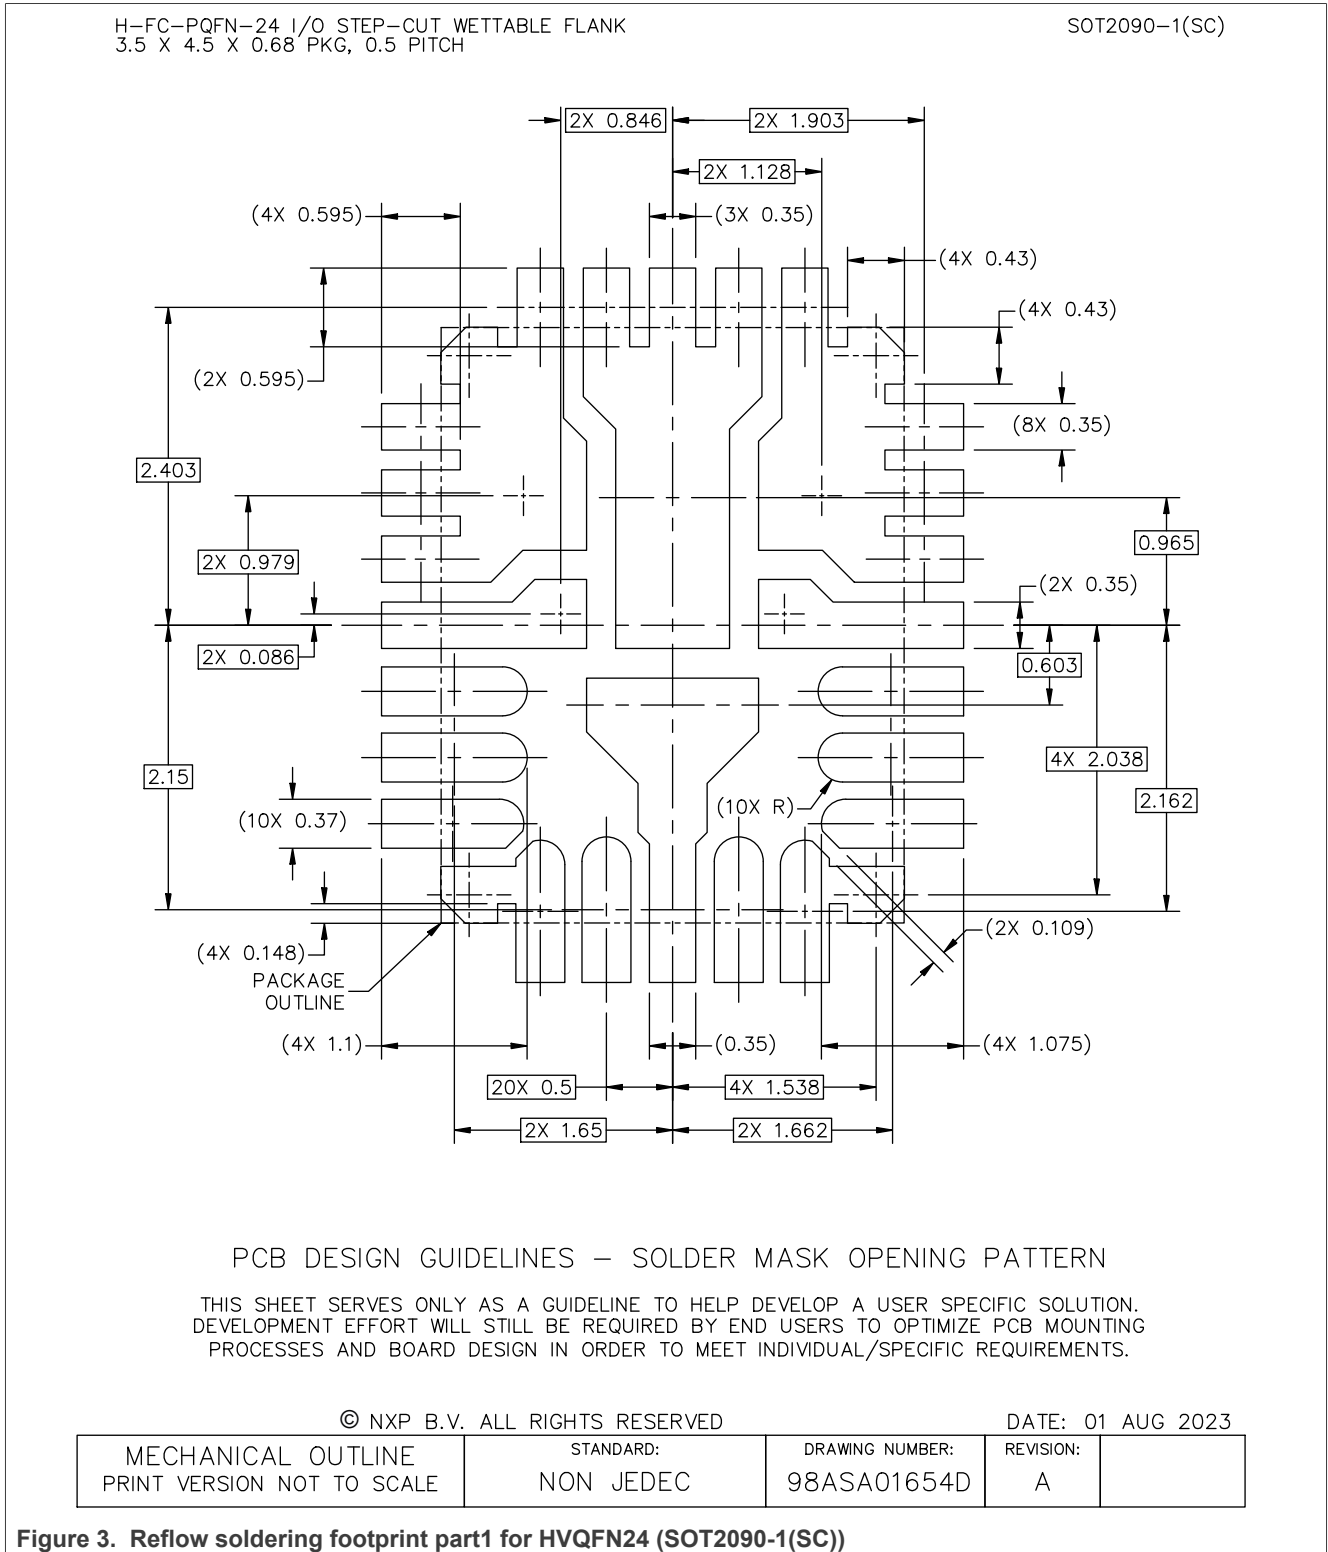 H-FC-PQFN-24 I/O STEP-CUT WETTABLE FLANK
3.5 X 4.5 X 0.68 PKG, 0.5 PITCH
SOT2090-1(SC)
2X 0.846
2X 1.903
2X 1.128
(4X 0.595)
(3X 0.35)
(4X 0.43)
(4X 0.43)
(2X 0.595)
(8X 0.35)
2.403
0.965
2X 0.979
(2X 0.35)
2X 0.086
0.603
2.15
4X 2.038
(10X R)
2.162
(10X 0.37)
(2X 0.109)
(4X 0.148)
PACKAGE
OUTLINE
(4X 1.1)
(0.35)
(4X 1.075)
20X 0.5
4X 1.538
2X 1.65
2X 1.662
PCB DESIGN GUIDELINES – SOLDER MASK OPENING PATTERN
THIS SHEET SERVES ONLY AS A GUIDELINE TO HELP DEVELOP A USER SPECIFIC SOLUTION.
DEVELOPMENT EFFORT WILL STILL BE REQUIRED BY END USERS TO OPTIMIZE PCB MOUNTING
PROCESSES AND BOARD DESIGN IN ORDER TO MEET INDIVIDUAL/SPECIFIC REQUIREMENTS.
© NXP B.V. ALL RIGHTS RESERVED
DATE: 01 AUG 2023
MECHANICAL OUTLINE
PRINT VERSION NOT TO SCALE
STANDARD:
NON JEDEC
DRAWING NUMBER:
98ASA01654D
REVISION:
A
Figure 3. Reflow soldering footprint part1 for HVQFN24 (SOT2090-1(SC))